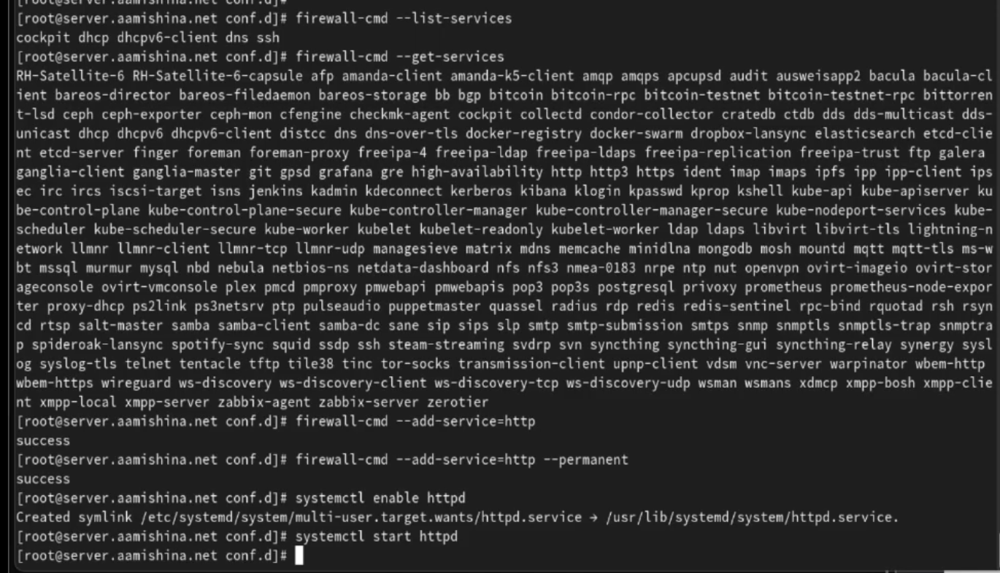 [root@server.aamishina.net conf.d]#
[root@server.aamishina.net conf.d]# firewall-cmd --list-services
cockpit dhcp dhcpv6-client dns ssh
[root@server.aamishina.net conf.d]# firewall-cmd --get-services
RH-Satellite-6 RH-Satellite-6-capsule afp amanda-client amanda-k5-client amqp amqps apcupsd audit ausweisapp2 bacula bacula-cl
ient bareos-director bareos-filedaemon bareos-storage bb bgp bitcoin bitcoin-rpc bitcoin-testnet bitcoin-testnet-rpc bittorren
t-lsd ceph ceph-exporter ceph-mon cfengine checkmk-agent cockpit collectd condor-collector cratedb ctdb dds dds-multicast dds-
unicast dhcp dhcpv6 dhcpv6-client distcc dns dns-over-tls docker-registry docker-swarm dropbox-lansync elasticsearch etcd-clie
nt etcd-server finger foreman foreman-proxy freeipa-4 freeipa-ldap freeipa-ldaps freeipa-replication freeipa-trust ftp galera
ganglia-client ganglia-master git gpsd grafana gre high-availability http http3 https ident imap imaps ipfs ipp ipp-client ips
ec irc ircs iscsi-target isns jenkins kadmin kdeconnect kerberos kibana klogin kpasswd kprop kshell kube-api kube-apiserver ku
be-control-plane kube-control-plane-secure kube-controller-manager kube-controller-manager-secure kube-nodeport-services kube-
scheduler kube-scheduler-secure kube-worker kubelet kubelet-readonly kubelet-worker ldap ldaps libvirt libvirt-tls lightning-n
etwork llmnr llmnr-client llmnr-tcp llmnr-udp managesieve matrix mdns memcache minidlna mongodb mosh mountd mqtt mqtt-tls ms-w
bt mssql murmur mysql nbd nebula netbios-ns netdata-dashboard nfs nfs3 nmea-0183 nrpe ntp nut openvpn ovirt-imageio ovirt-stor
ageconsole ovirt-vmconsole plex pmcd pmproxy pmwebapi pmwebapis pop3 pop3s postgresql privoxy prometheus prometheus-node-expor
ter proxy-dhcp ps2link ps3netsrv ptp pulseaudio puppetmaster quassel radius rdp redis redis-sentinel rpc-bind rquotad rsh rsyn
cd rtsp salt-master samba samba-client samba-dc sane sip sips slp smtp smtp-submission smtps snmp snmptls snmptls-trap snmptra
p spideroak-lansync spotify-sync squid ssdp ssh steam-streaming svdrp svn syncthing syncthing-gui syncthing-relay synergy sysl
og syslog-tls telnet tentacle tftp tile38 tinc tor-socks transmission-client upnp-client vdsm vnc-server warpinator wbem-http
wbem-https wireguard ws-discovery ws-discovery-client ws-discovery-tcp ws-discovery-udp wsman wsmans xdmcp xmpp-bosh xmpp-clie
nt xmpp-local xmpp-server zabbix-agent zabbix-server zerotier
[root@server.aamishina.net conf.d]# firewall-cmd --add-service=http
success
[root@server.aamishina.net conf.d]# firewall-cmd --add-service=http --permanent
success
[root@server.aamishina.net conf.d]# systemctl enable httpd
Created symlink /etc/systemd/system/multi-user.target.wants/httpd.service → /usr/lib/systemd/system/httpd.service.
[root@server.aamishina.net conf.d]# systemctl start httpd
[root@server.aamishina.net conf.d]#